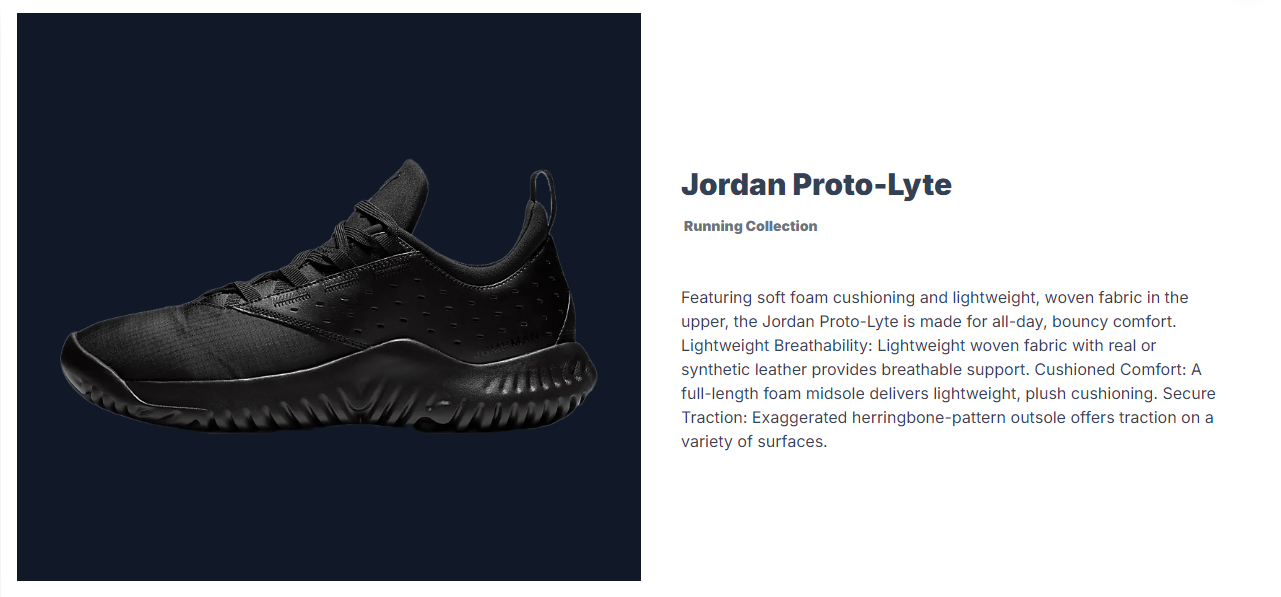 Jordan Proto-Lyte
Running Collection
Featuring soft foam cushioning and lightweight, woven fabric in the
upper, the Jordan Proto-Lyte is made for all-day, bouncy comfort.
Lightweight Breathability: Lightweight woven fabric with real or
synthetic leather provides breathable support. Cushioned Comfort: A
full-length foam midsole delivers lightweight, plush cushioning. Secure
Traction: Exaggerated herringbone-pattern outsole offers traction on a
variety of surfaces.